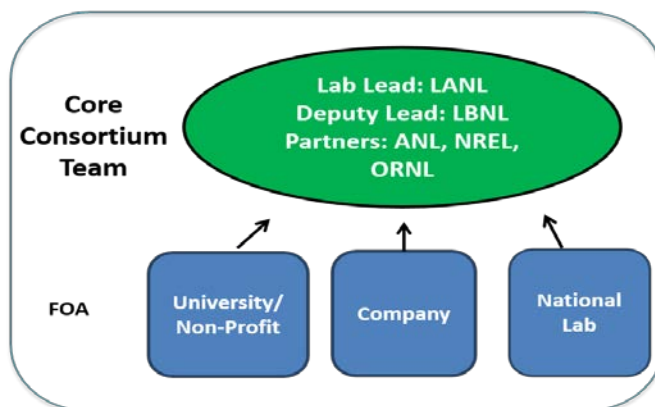 Core
Consortium
Team
Lab Lead: LANL
Deputy Lead: LBNL
Partners: ANL, NREL,
ORNL
FOA
University/
Non-Profit
Company
National
Lab